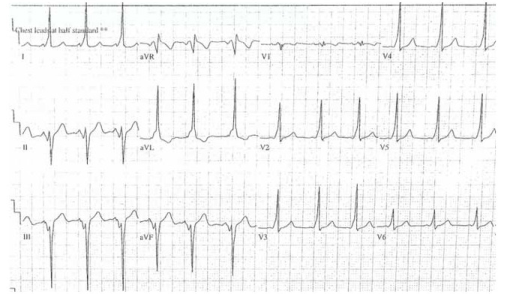 Chest leads at half standard **
I aVR V1 V4
II aVL V2 V5
III aVF V3 V6